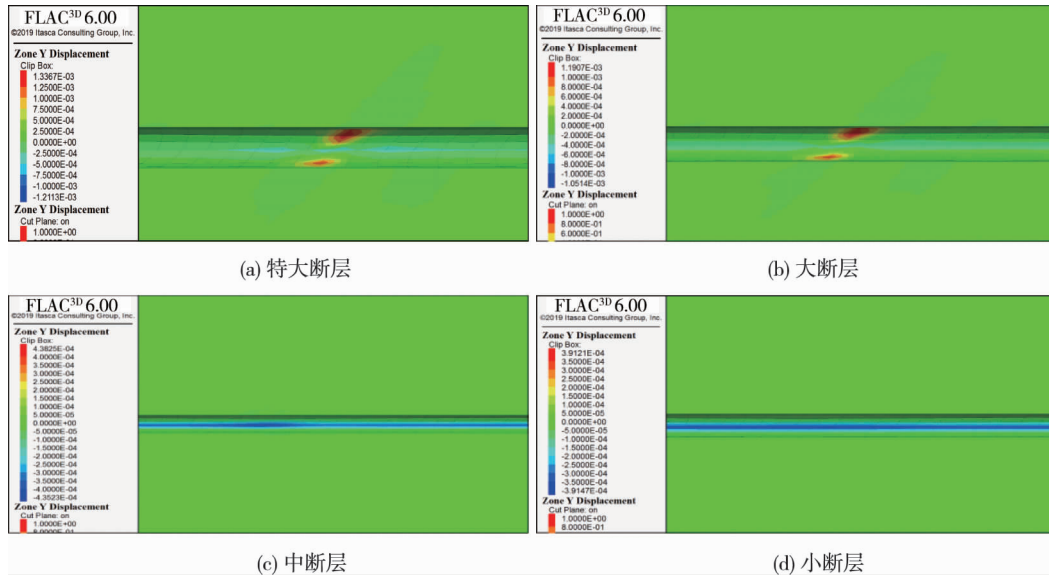 FLAC3D 6.00
©2019 Itasca Consulting Group, Inc.
Zone Y Displacement
Clip Box:
1.3367E-03
1.2500E-03
1.0000E-03
7.5000E-04
5.0000E-04
2.5000E-04
0.0000E+00
-2.5000E-04
-5.0000E-04
-7.5000E-04
-1.0000E-03
-1.2113E-03
Zone Y Displacement
Cut Plane: on
1.0000E+00
(a) 特大断层
FLAC3D 6.00
©2019 Itasca Consulting Group, Inc.
Zone Y Displacement
Clip Box:
1.1907E-03
1.0000E-03
8.0000E-04
6.0000E-04
4.0000E-04
2.0000E-04
0.0000E+00
-2.0000E-04
-4.0000E-04
-6.0000E-04
-8.0000E-04
-1.0000E-03
-1.0514E-03
Zone Y Displacement
Cut Plane: on
1.0000E+00
8.0000E-01
6.0000E-01
(b) 大断层
FLAC3D 6.00
©2019 Itasca Consulting Group, Inc.
Zone Y Displacement
Clip Box:
4.3825E-04
4.0000E-04
3.5000E-04
3.0000E-04
2.5000E-04
2.0000E-04
1.5000E-04
1.0000E-04
5.0000E-05
0.0000E+00
-5.0000E-05
-1.0000E-04
-1.5000E-04
-2.0000E-04
-2.5000E-04
-3.0000E-04
-3.5000E-04
-4.0000E-04
-4.3523E-04
Zone Y Displacement
Cut Plane: on
1.0000E+00
8.0000E-01
(c) 中断层
FLAC3D 6.00
©2019 Itasca Consulting Group, Inc.
Zone Y Displacement
Clip Box:
3.9121E-04
3.5000E-04
3.0000E-04
2.5000E-04
2.0000E-04
1.5000E-04
1.0000E-04
5.0000E-05
0.0000E+00
-5.0000E-05
-1.0000E-04
-1.5000E-04
-2.0000E-04
-2.5000E-04
-3.0000E-04
-3.5000E-04
-3.9147E-04
Zone Y Displacement
Cut Plane: on
1.0000E+00
8.0000E-01
(d) 小断层